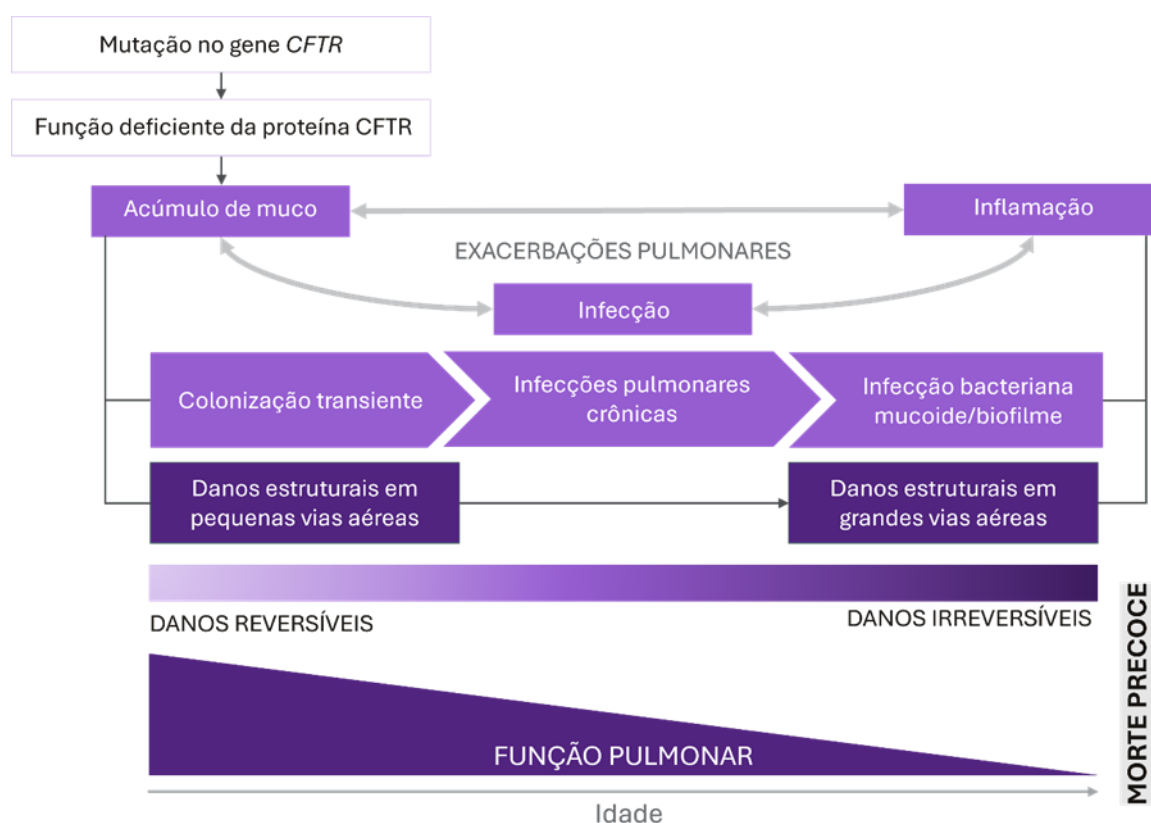 Mutação no gene CFTR
Função deficiente da proteína CFTR
Acúmulo de muco
Inflamação
EXACERBAÇÕES PULMONARES
Infecção
Colonização transiente
Infecções pulmonares
crônicas
Infecção bacteriana
mucoide/biofilme
Danos estruturais em
pequenas vias aéreas
Danos estruturais em
grandes vias aéreas
DANOS REVERSÍVEIS
DANOS IRREVERSÍVEIS
MORTE PRECOCE
FUNÇÃO PULMONAR
Idade